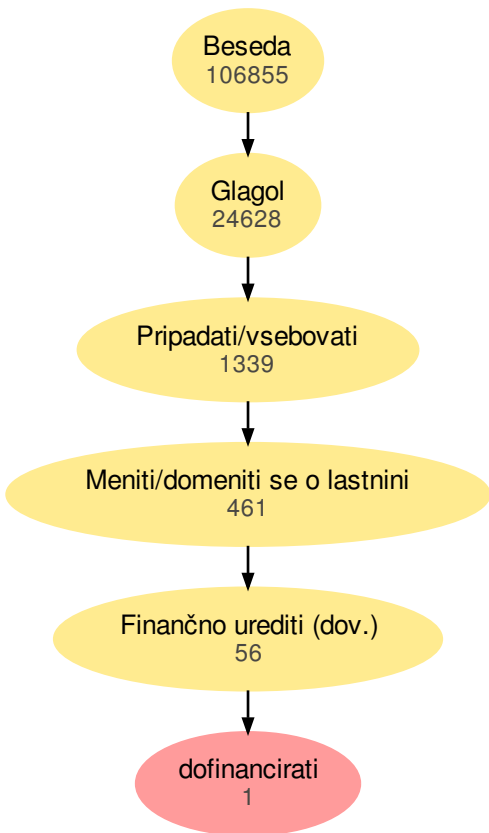 Beseda
106855
Glagol
24628
Pripadati/vsebovati
1339
Meniti/domeniti se o lastnini
461
Finančno urediti (dov.)
56
dofinancirati
1